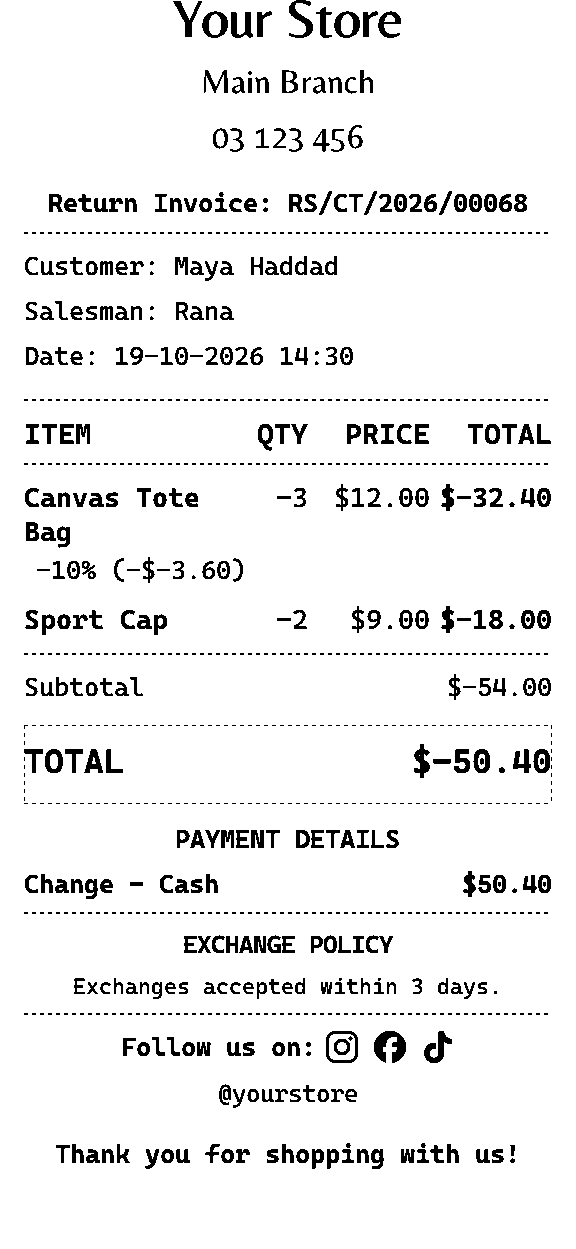 Your Store
Main Branch
03 123 456
Return Invoice: RS/CT/2026/00068
Customer: Maya Haddad
Salesman: Rana
Date: 19-10-2026 14:30
ITEM QTY PRICE TOTAL
Canvas Tote Bag -3 $12.00 $-32.40
-10% (-$-3.60)
Sport Cap -2 $9.00 $-18.00
Subtotal $-54.00
TOTAL $-50.40
PAYMENT DETAILS
Change - Cash $50.40
EXCHANGE POLICY
Exchanges accepted within 3 days.
Follow us on:
@yourstore
Thank you for shopping with us!